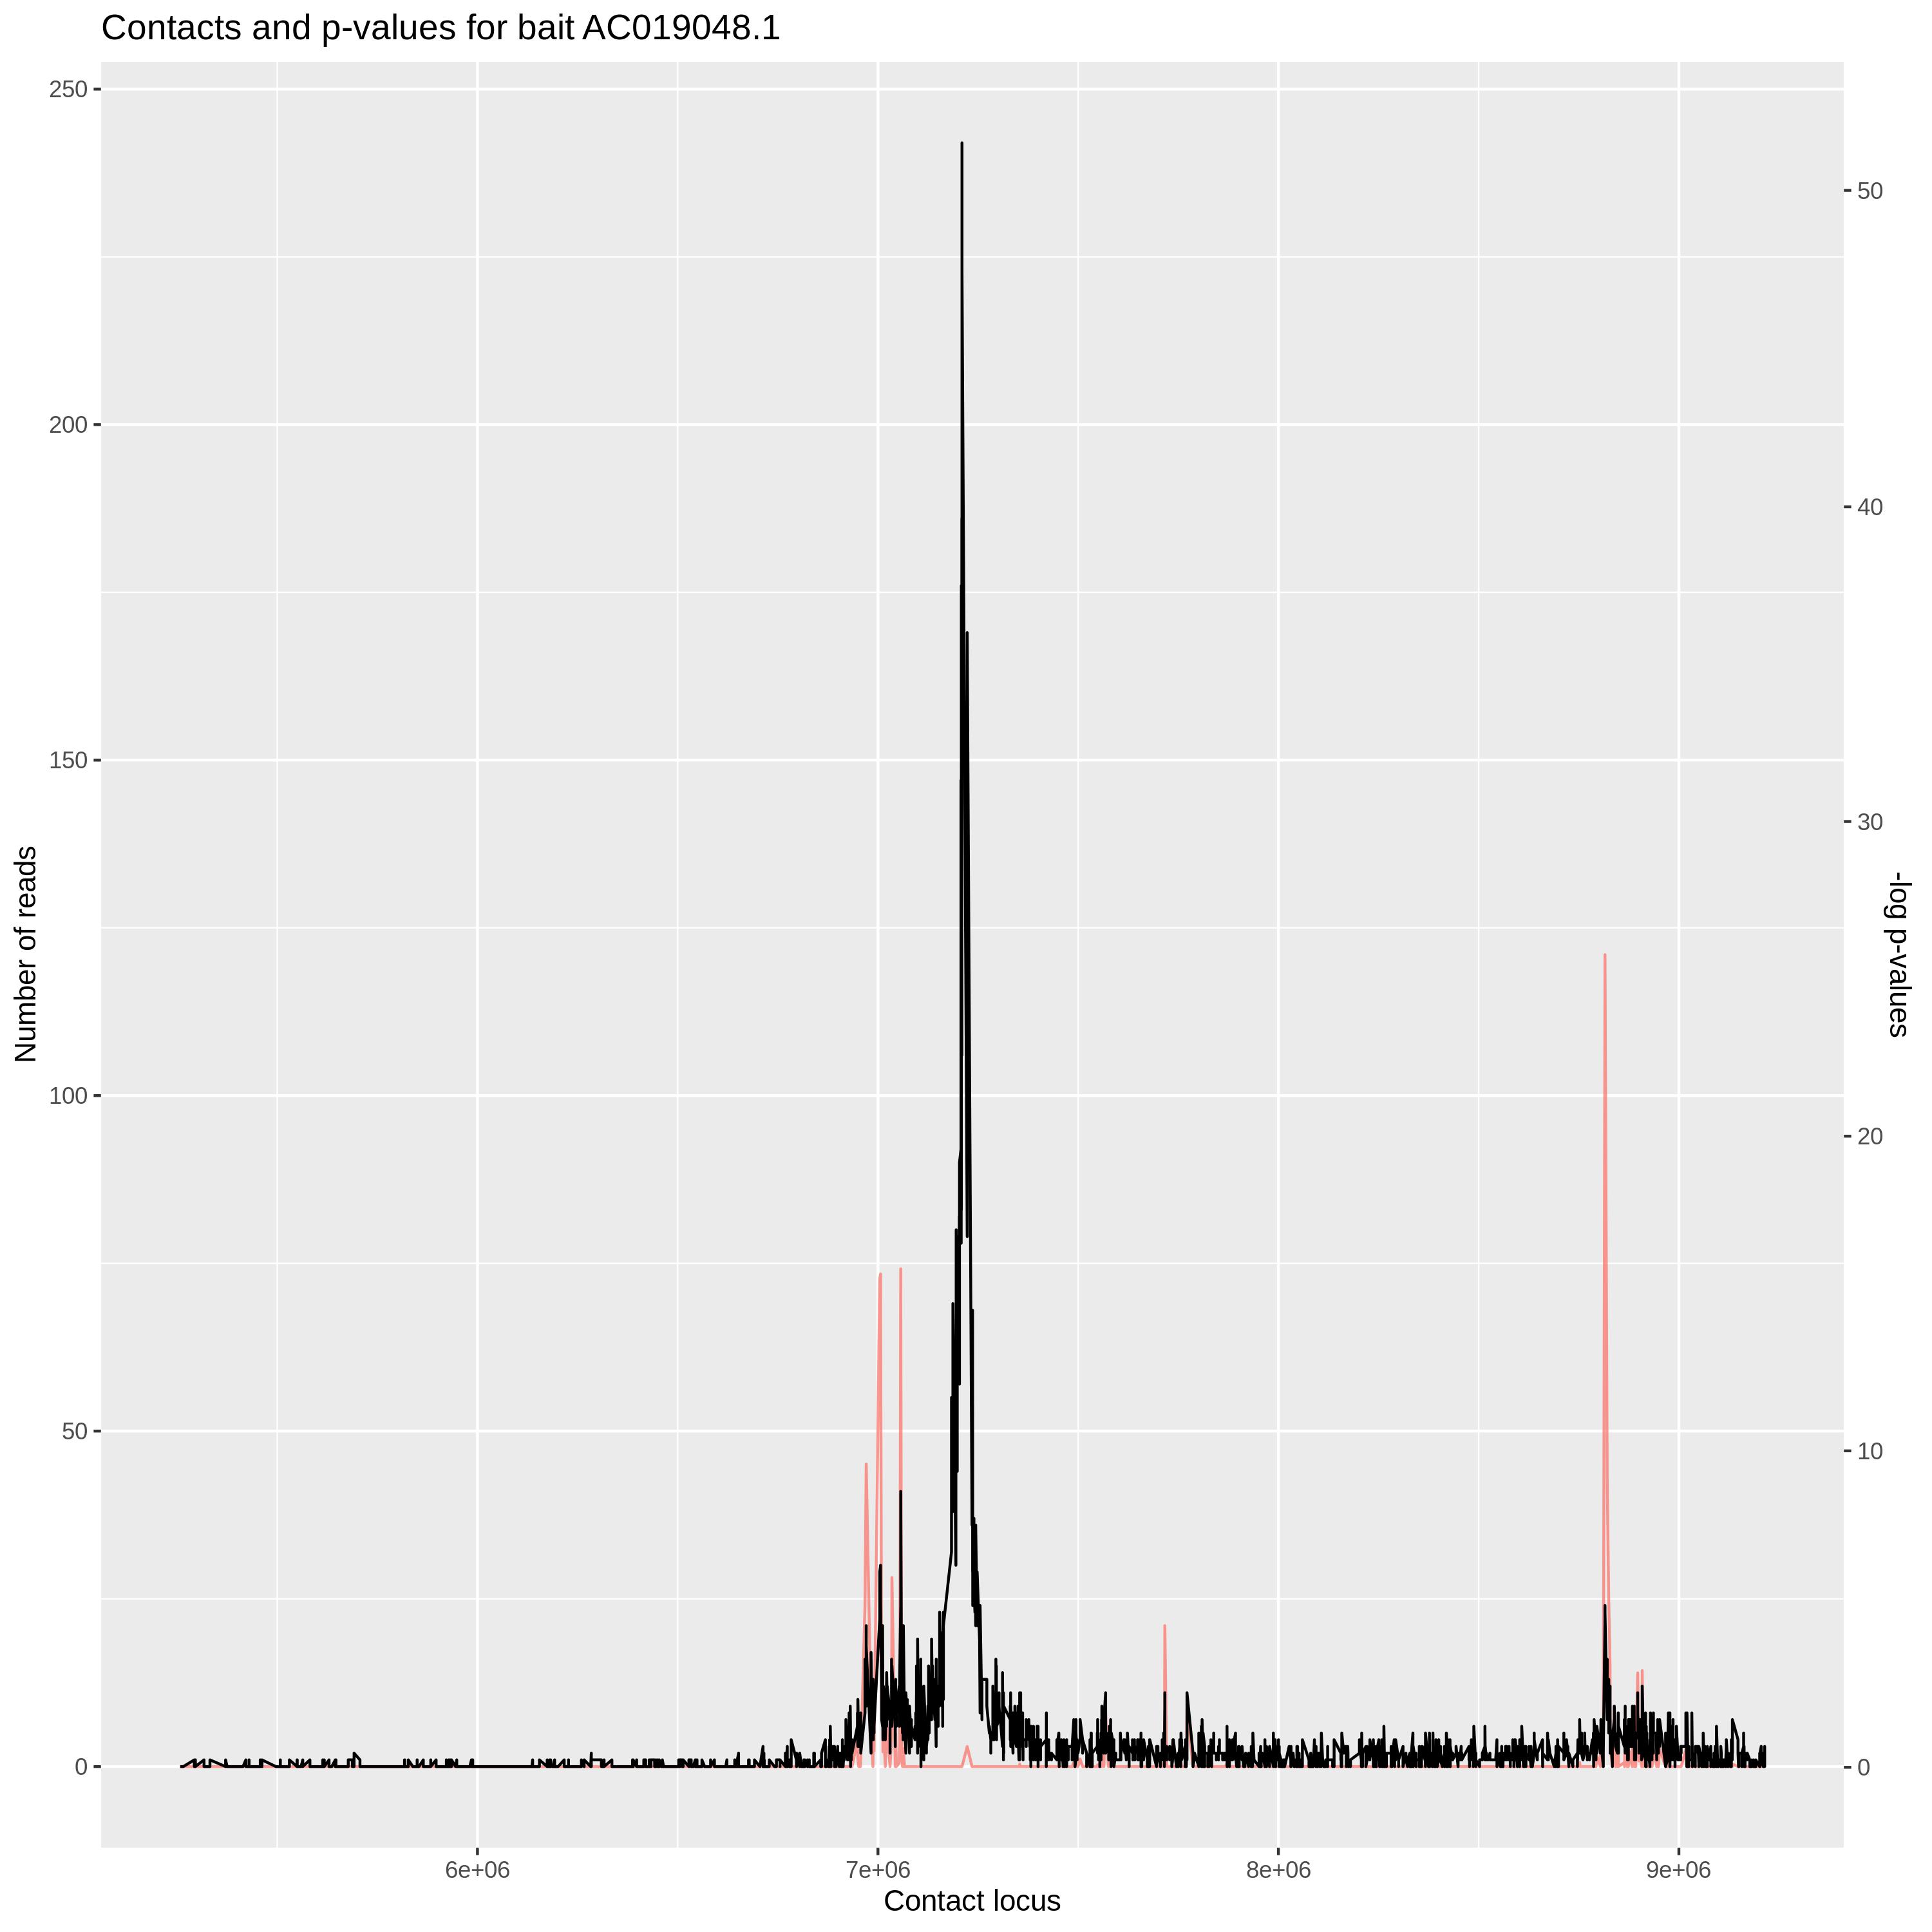 Contacts and p-values for bait AC019048.1
250
200
150
100
50
0
Number of reads
50
40
30
20
10
0
-log p-values
6e+06
7e+06
8e+06
9e+06
Contact locus